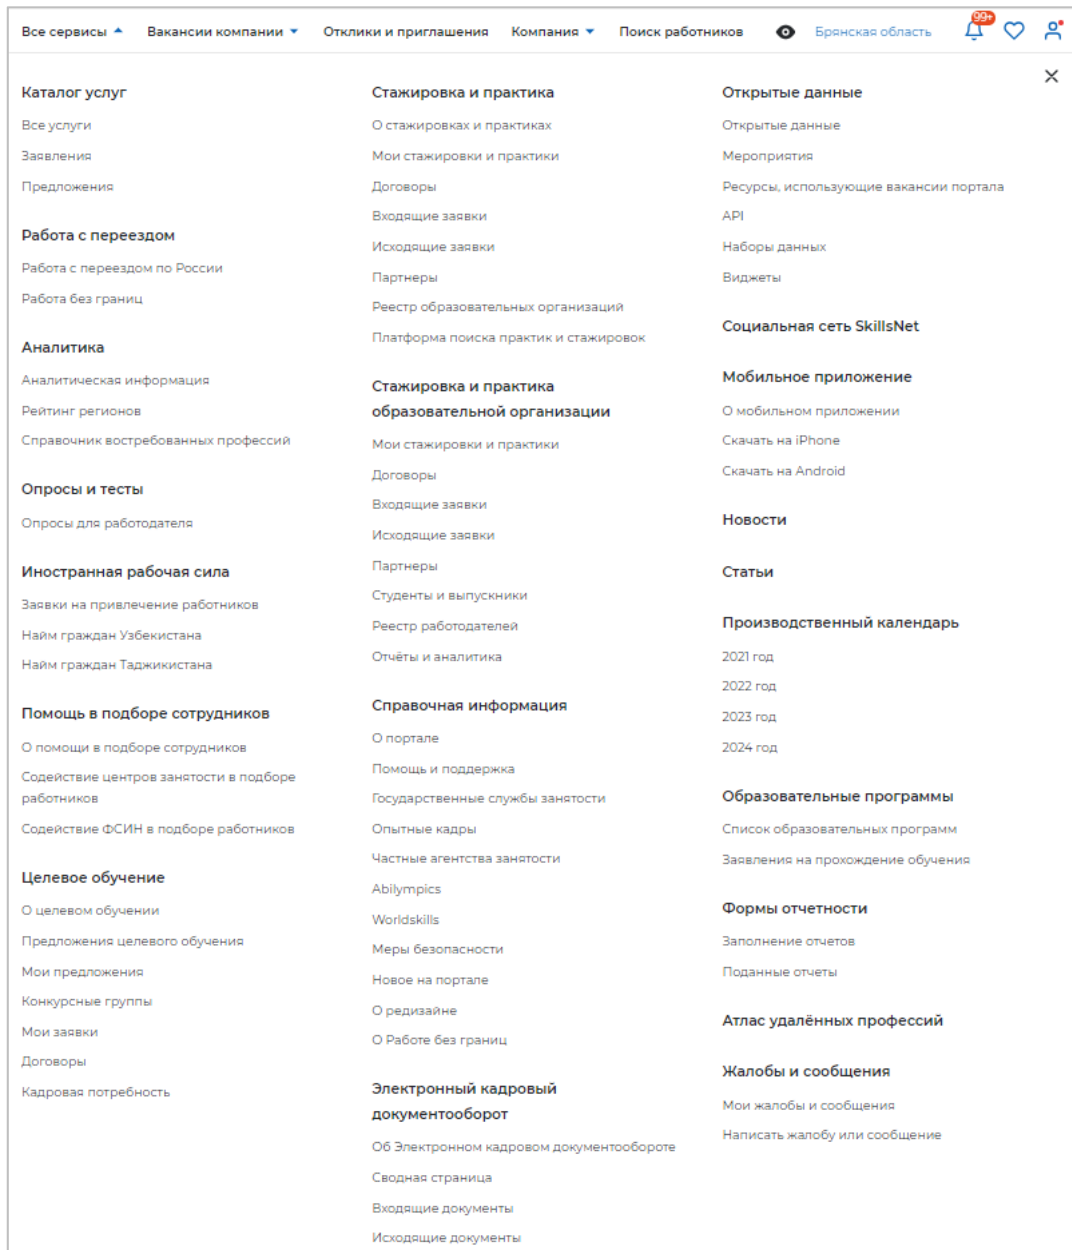 Все сервисы Вакансии компании Отклики и приглашения Компания Поиск работников Брянская область 99+
Каталог услуг
Все услуги
Заявления
Предложения
Работа с переездом
Работа с переездом по России
Работа без границ
Аналитика
Аналитическая информация
Рейтинг регионов
Справочник востребованных профессий
Опросы и тесты
Опросы для работодателя
Иностранная рабочая сила
Заявки на привлечение работников
Найм граждан Узбекистана
Найм граждан Таджикистана
Помощь в подборе сотрудников
О помощи в подборе сотрудников
Содействие центров занятости в подборе
работников
Содействие ФСИН в подборе работников
Целевое обучение
О целевом обучении
Предложения целевого обучения
Мои предложения
Конкурсные группы
Мои заявки
Договоры
Кадровая потребность
Стажировка и практика
О стажировках и практиках
Мои стажировки и практики
Договоры
Входящие заявки
Исходящие заявки
Партнеры
Реестр образовательных организаций
Платформа поиска практик и стажировок
Стажировка и практика
образовательной организации
Мои стажировки и практики
Договоры
Входящие заявки
Исходящие заявки
Партнеры
Студенты и выпускники
Реестр работодателей
Отчёты и аналитика
Справочная информация
О портале
Помощь и поддержка
Государственные службы занятости
Опытные кадры
Частные агентства занятости
Abilympics
Worldskills
Меры безопасности
Новое на портале
О редизайне
О Работе без границ
Электронный кадровый
документооборот
Об Электронном кадровом документообороте
Сводная страница
Входящие документы
Исходящие документы
Открытые данные
Открытые данные
Мероприятия
Ресурсы, использующие вакансии портала
API
Наборы данных
Виджеты
Социальная сеть SkillsNet
Мобильное приложение
О мобильном приложении
Скачать на iPhone
Скачать на Android
Новости
Статьи
Производственный календарь
2021 год
2022 год
2023 год
2024 год
Образовательные программы
Список образовательных программ
Заявления на прохождение обучения
Формы отчетности
Заполнение отчетов
Поданные отчеты
Атлас удалённых профессий
Жалобы и сообщения
Мои жалобы и сообщения
Написать жалобу или сообщение